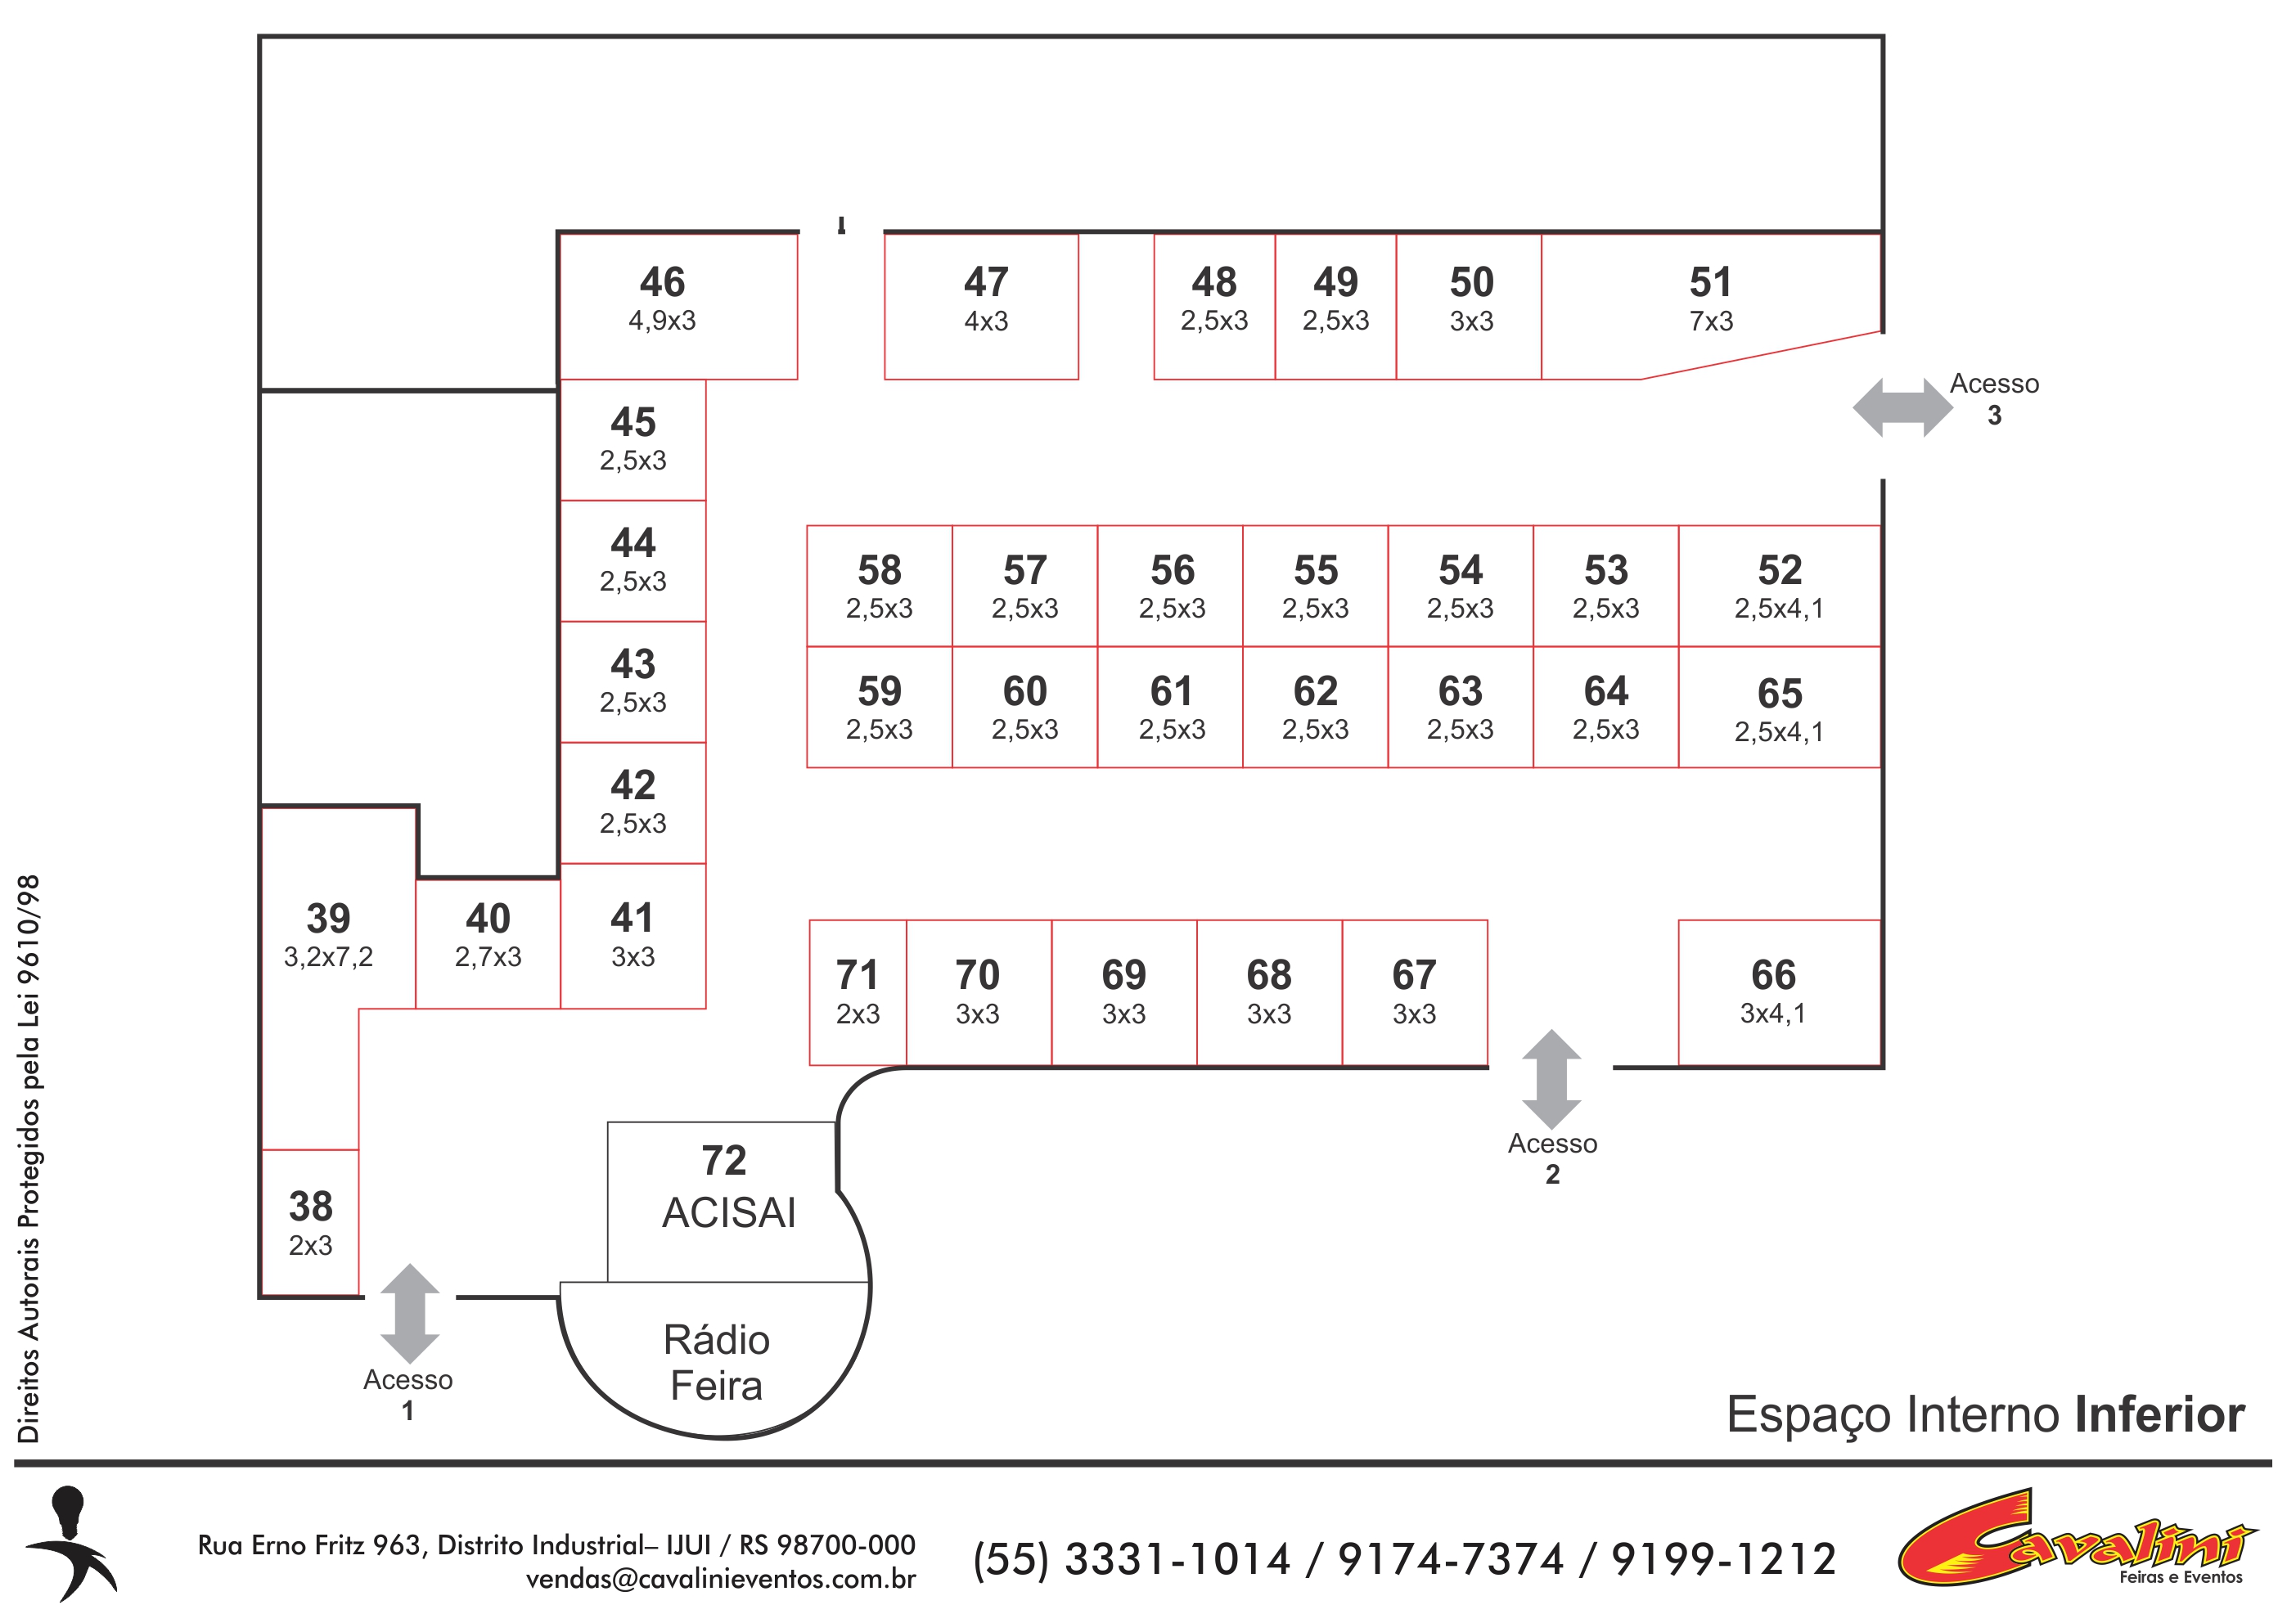 46
4,9x3
47
4x3
48
2,5x3
49
2,5x3
50
3x3
51
7x3
Acesso
3
45
2,5x3
44
2,5x3
43
2,5x3
42
2,5x3
58
2,5x3
57
2,5x3
56
2,5x3
55
2,5x3
54
2,5x3
53
2,5x3
52
2,5x4,1
59
2,5x3
60
2,5x3
61
2,5x3
62
2,5x3
63
2,5x3
64
2,5x3
65
2,5x4,1
39
3,2x7,2
40
2,7x3
41
3x3
71
2x3
70
3x3
69
3x3
68
3x3
67
3x3
66
3x4,1
Acesso
2
72
ACISAI
38
2x3
Rádio
Feira
Acesso
1
Direitos Autorais Protegidos pela Lei 9610/98
Espaço Interno Inferior
Rua Erno Fritz 963, Distrito Industrial– IJUI / RS 98700-000
vendas@cavalinieventos.com.br
(55) 3331-1014 / 9174-7374 / 9199-1212
Cavalini
Feiras e Eventos